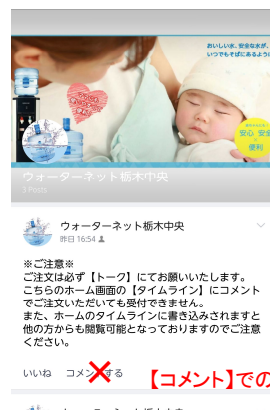 おいしい水、安全な水が、
いつでもそばにあるように
安心 安全
便利
ウォーターネット栃木中央
3 Posts
ウォーターネット栃木中央
昨日 16:54
※ご注意※
ご注文は必ず【トーク】にてお願いいたします。
こちらのホーム画面の【タイムライン】にコメント
でご注文いただいても受付できません。
また、ホームのタイムラインに書き込みされますと
他の方からも閲覧可能となっておりますのでご注意
ください。
いいね コメントする
【コメント】での